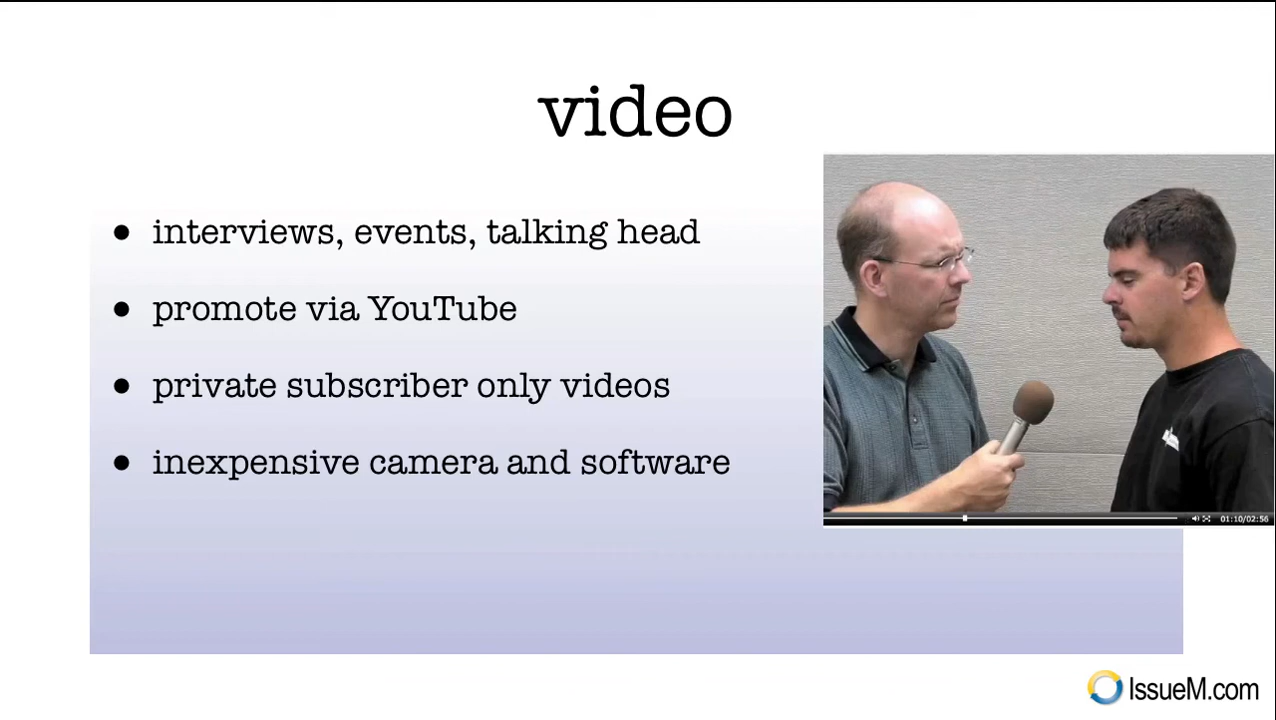 video
• interviews, events, talking head
• promote via YouTube
• private subscriber only videos
• inexpensive camera and software
01:10/02:56
IssueM.com